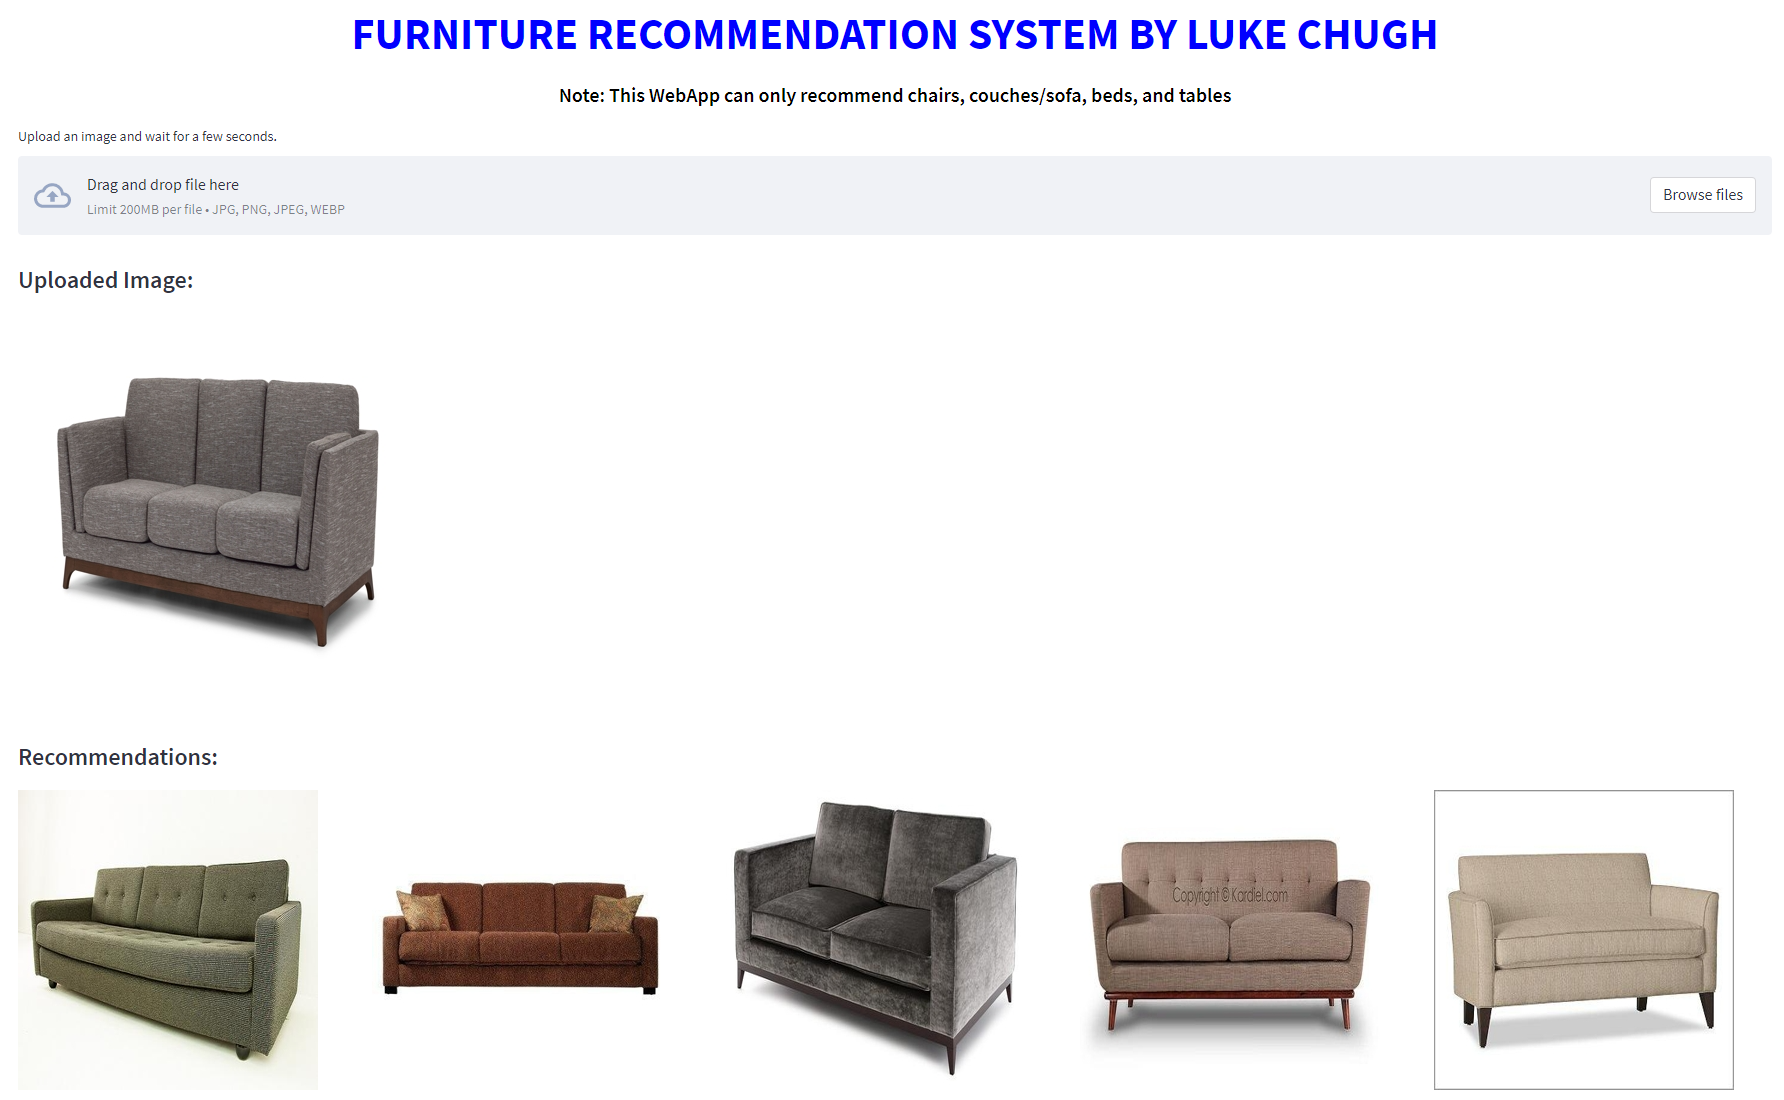 FURNITURE RECOMMENDATION SYSTEM BY LUKE CHUGH
Note: This WebApp can only recommend chairs, couches/sofa, beds, and tables
Upload an image and wait for a few seconds.
Drag and drop file here
Limit 200MB per file • JPG, PNG, JPEG, WEBP
Browse files
Uploaded Image:
Recommendations:
Copyright © Kardiel.com